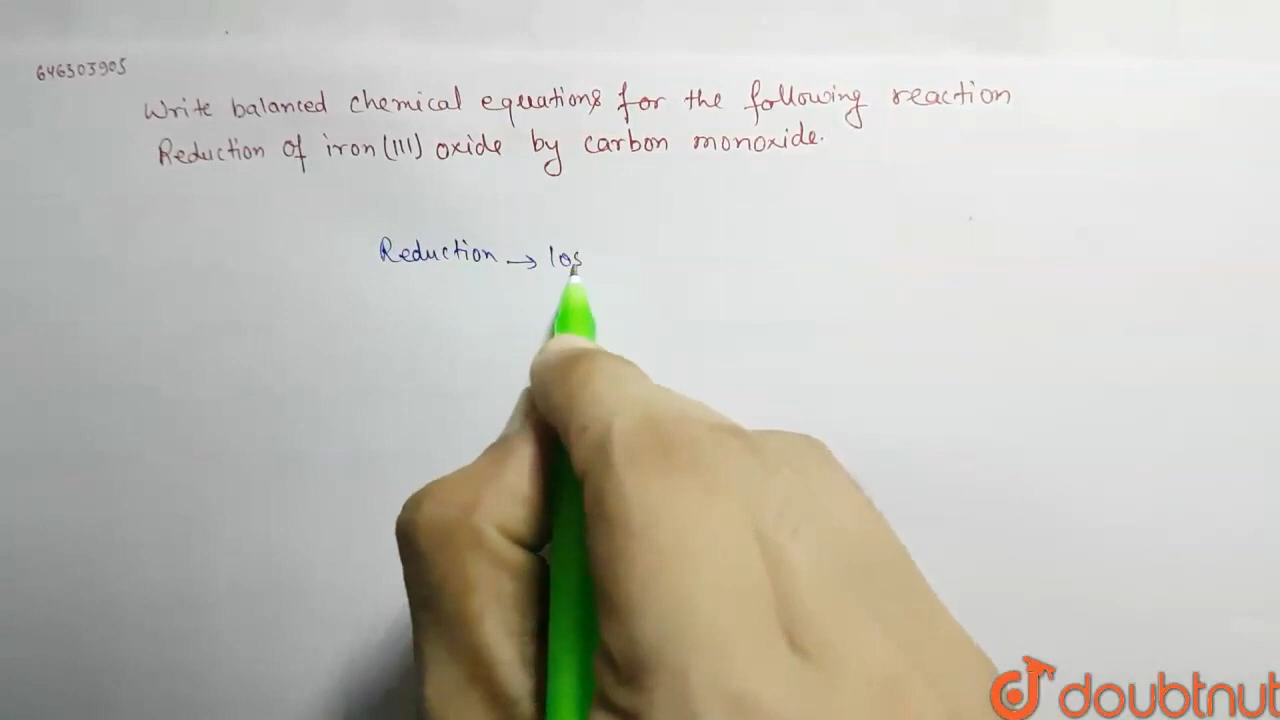 646303905
Write balanced chemical equations for the following reaction
Reduction of iron (III) oxide by carbon monoxide.
Reduction → los
doubtnut